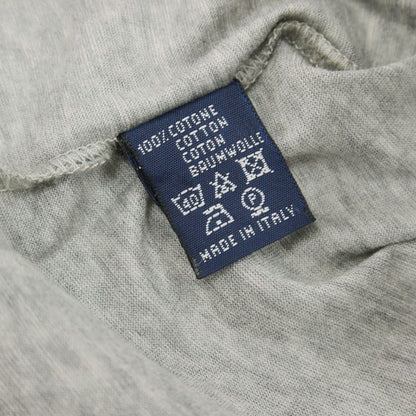 100% COTONE
COTTON
COTON
BAUMWOLLE
40
P
MADE IN ITALY